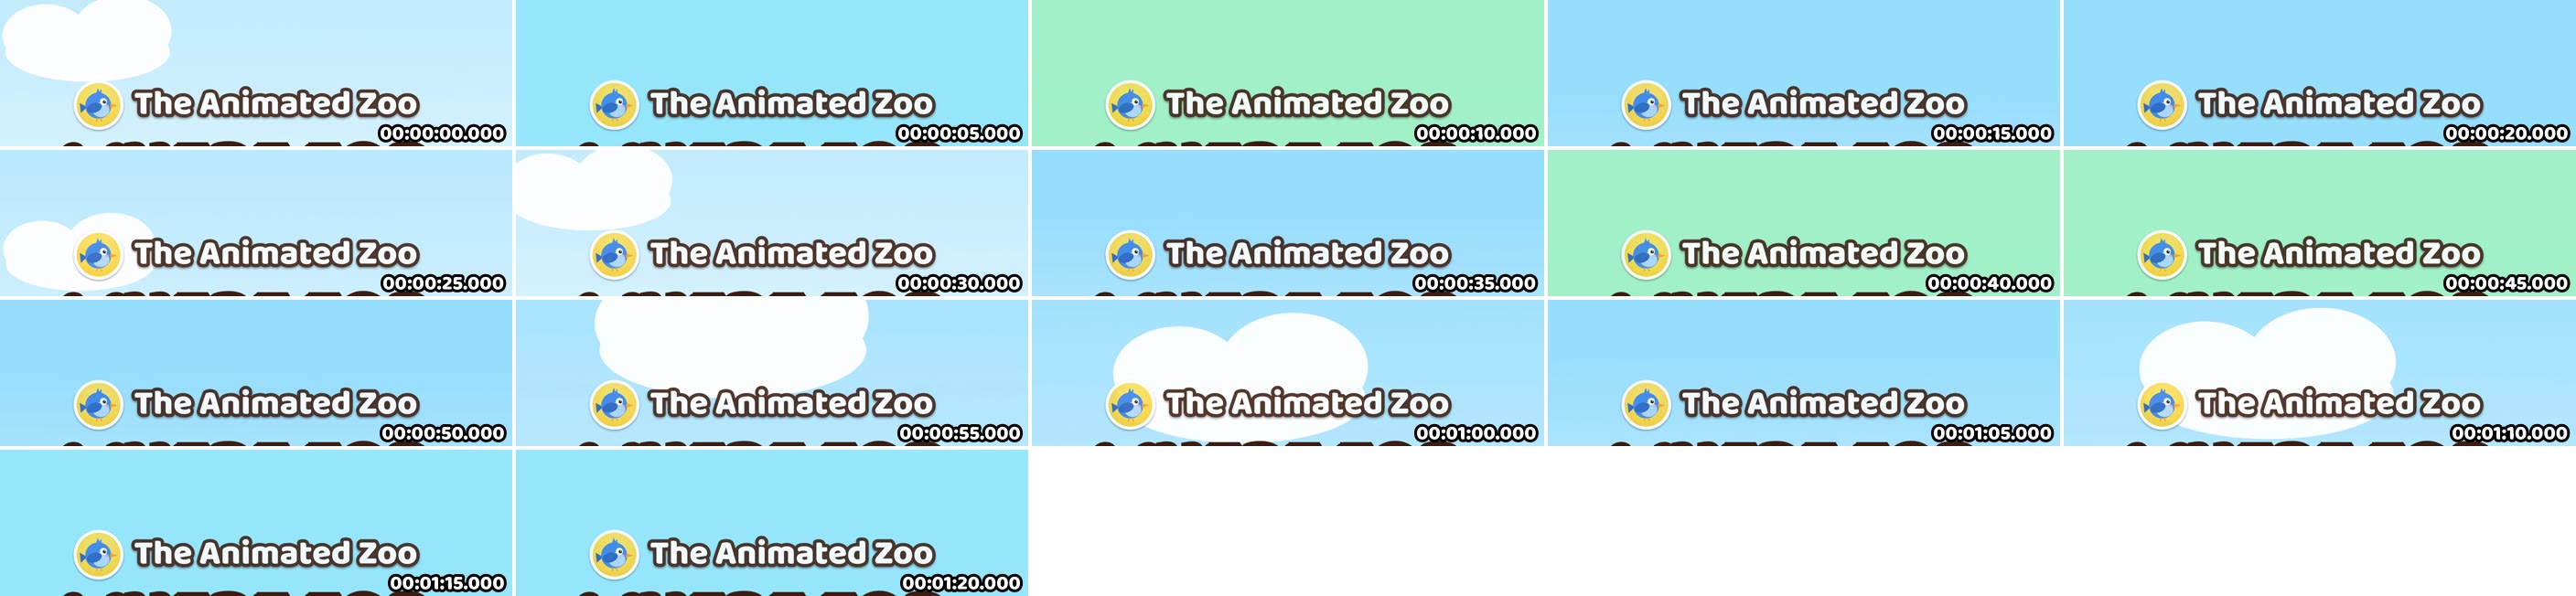 The Animated Zoo
00:00:00.000
The Animated Zoo
00:00:05.000
The Animated Zoo
00:00:10.000
The Animated Zoo
00:00:15.000
The Animated Zoo
00:00:20.000
The Animated Zoo
00:00:25.000
The Animated Zoo
00:00:30.000
The Animated Zoo
00:00:35.000
The Animated Zoo
00:00:40.000
The Animated Zoo
00:00:45.000
The Animated Zoo
00:00:50.000
The Animated Zoo
00:00:55.000
The Animated Zoo
00:01:00.000
The Animated Zoo
00:01:05.000
The Animated Zoo
00:01:10.000
The Animated Zoo
00:01:15.000
The Animated Zoo
00:01:20.000